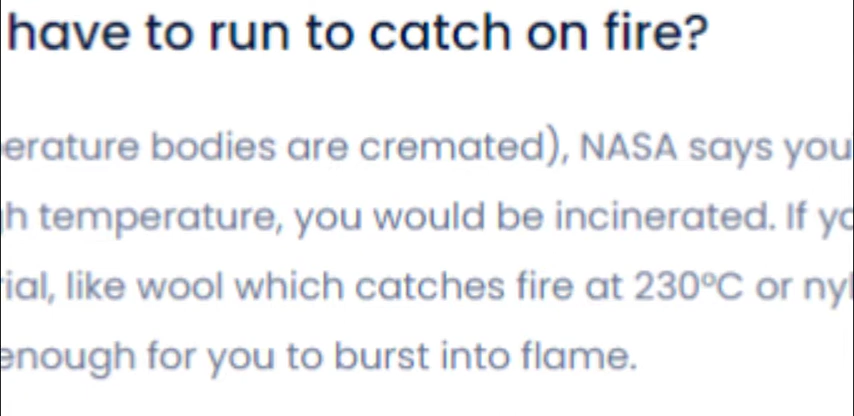 have to run to catch on fire?
erature bodies are cremated), NASA says you
h temperature, you would be incinerated. If yo
ial, like wool which catches fire at 230°C or nyl
enough for you to burst into flame.